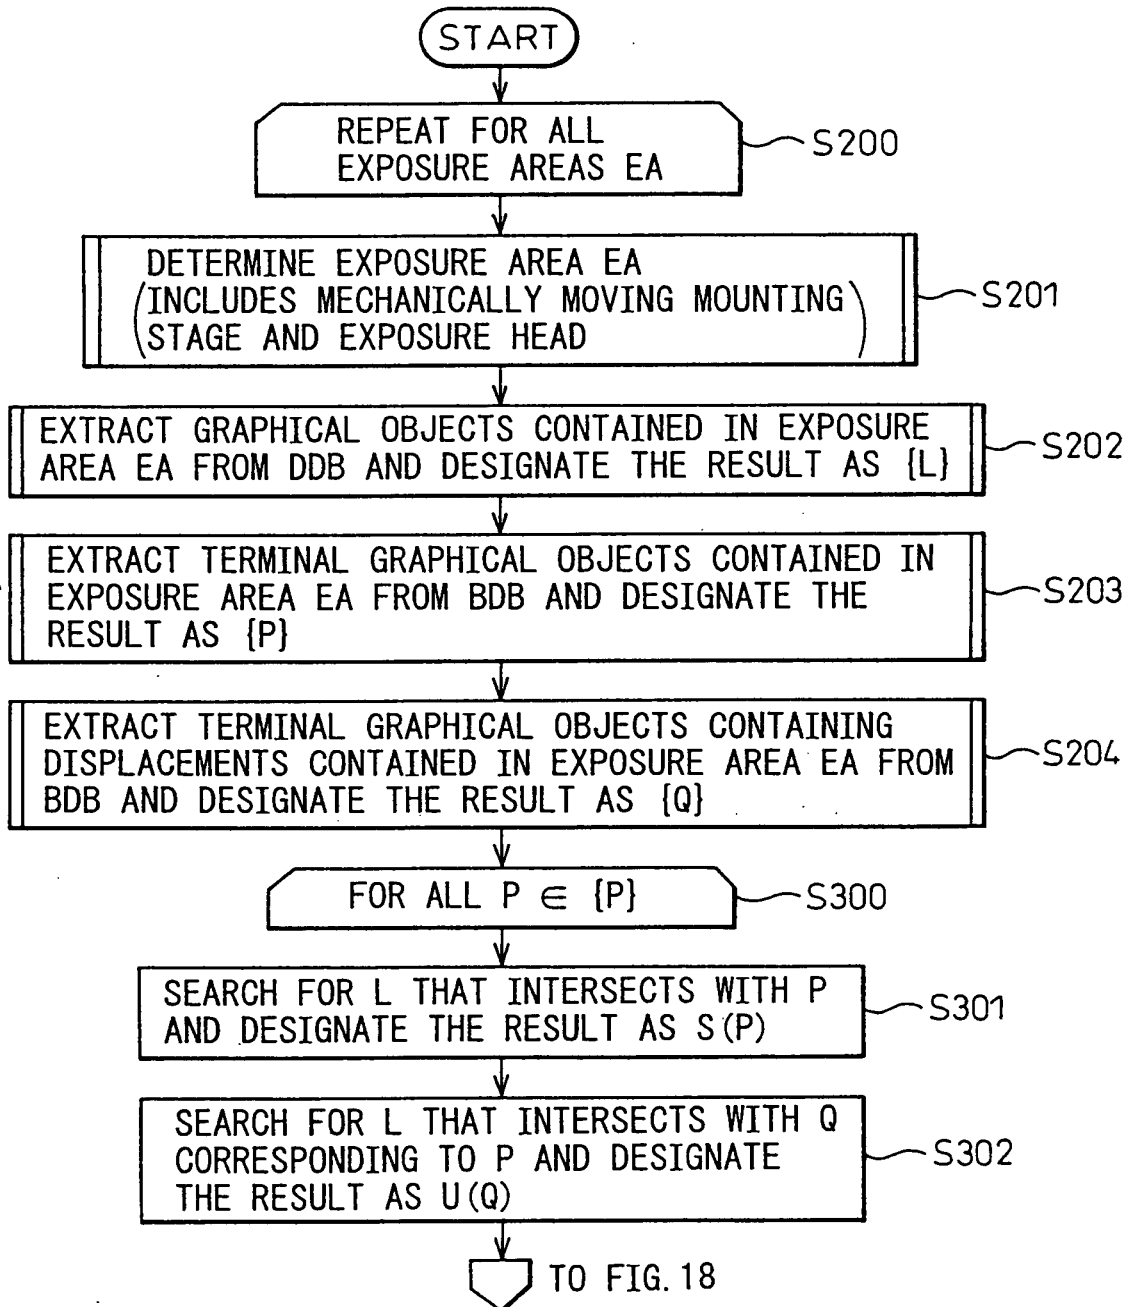 START
REPEAT FOR ALL
EXPOSURE AREAS EA
S200
DETERMINE EXPOSURE AREA EA
(INCLUDES MECHANICALLY MOVING MOUNTING
STAGE AND EXPOSURE HEAD)
S201
EXTRACT GRAPHICAL OBJECTS CONTAINED IN EXPOSURE
AREA EA FROM DDB AND DESIGNATE THE RESULT AS {L}
S202
EXTRACT TERMINAL GRAPHICAL OBJECTS CONTAINED IN
EXPOSURE AREA EA FROM BDB AND DESIGNATE THE
RESULT AS {P}
S203
EXTRACT TERMINAL GRAPHICAL OBJECTS CONTAINING
DISPLACEMENTS CONTAINED IN EXPOSURE AREA EA FROM
BDB AND DESIGNATE THE RESULT AS {Q}
S204
FOR ALL P ∈ {P}
S300
SEARCH FOR L THAT INTERSECTS WITH P
AND DESIGNATE THE RESULT AS S(P)
S301
SEARCH FOR L THAT INTERSECTS WITH Q
CORRESPONDING TO P AND DESIGNATE
THE RESULT AS U(Q)
S302
TO FIG. 18